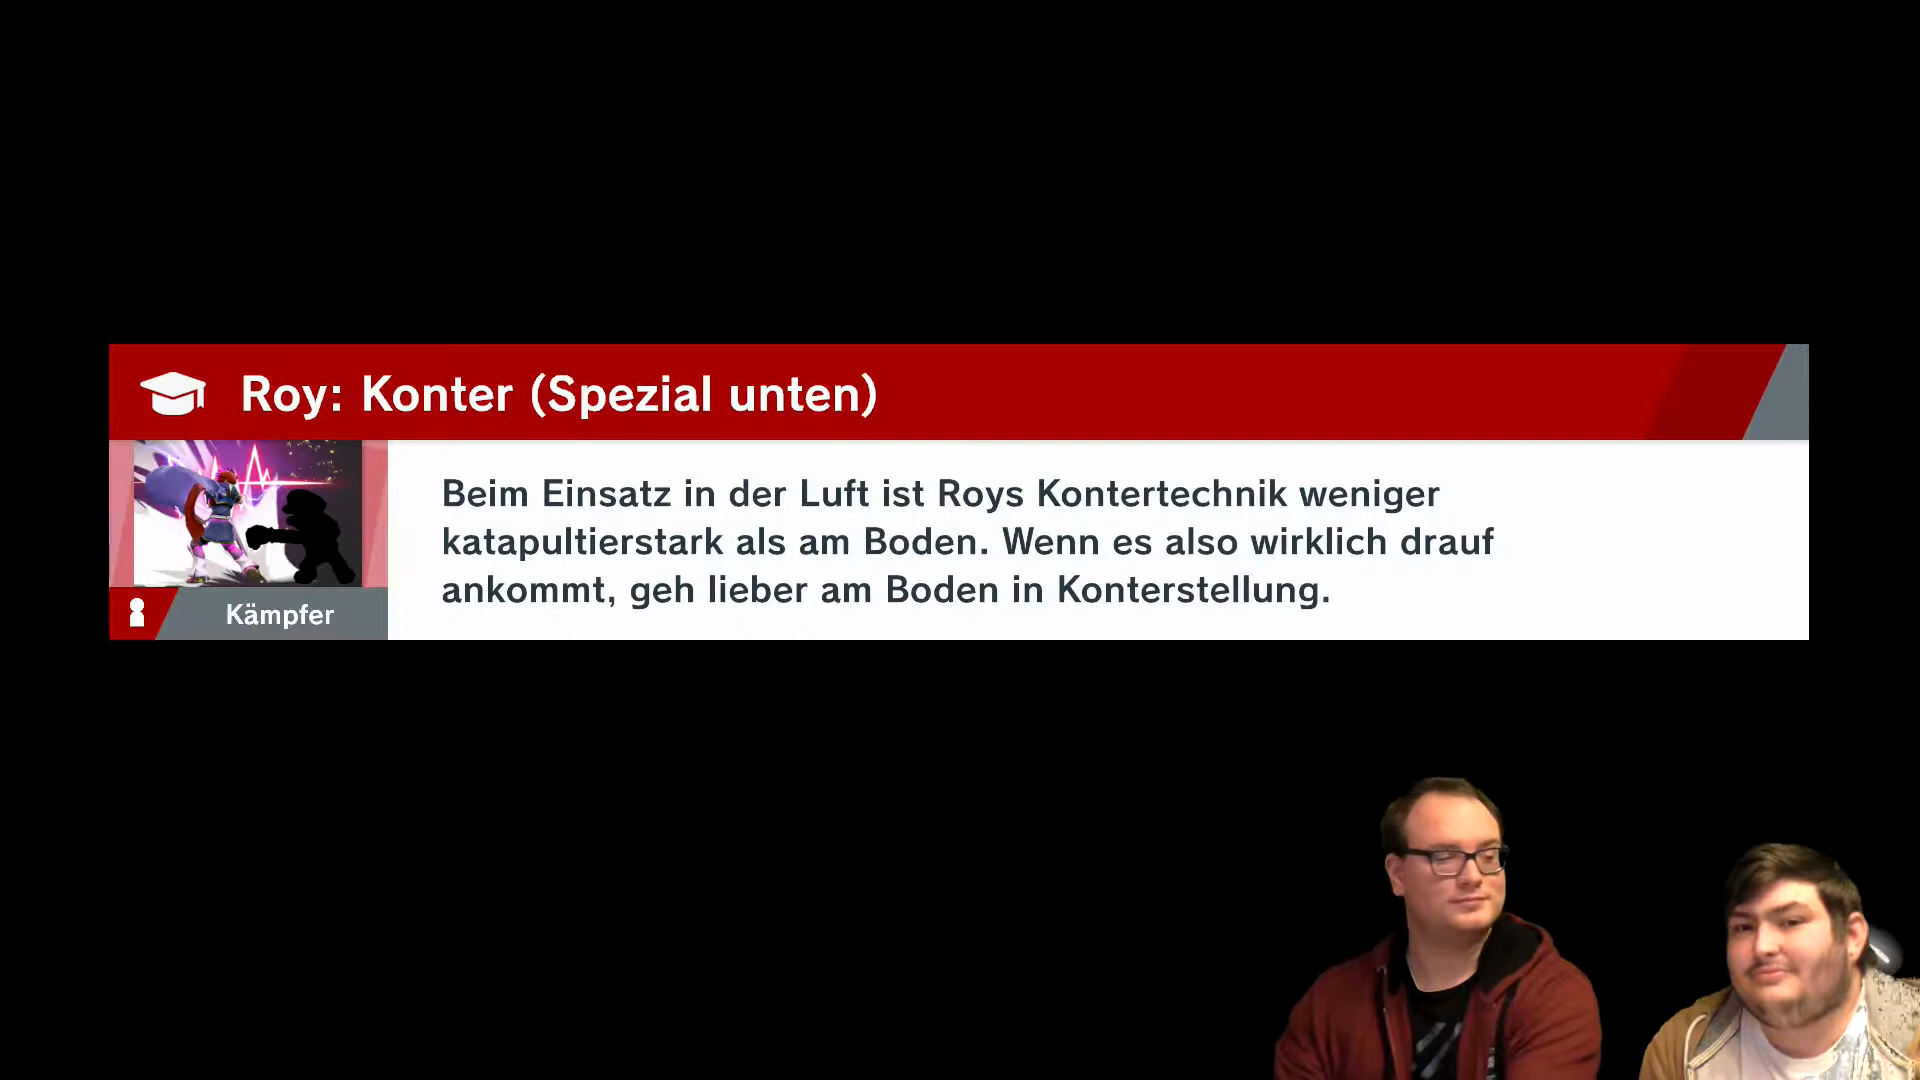 Roy: Konter (Spezial unten)
Beim Einsatz in der Luft ist Roys Kontertechnik weniger
katapultierstark als am Boden. Wenn es also wirklich drauf
ankommt, geh lieber am Boden in Konterstellung.
Kämpfer